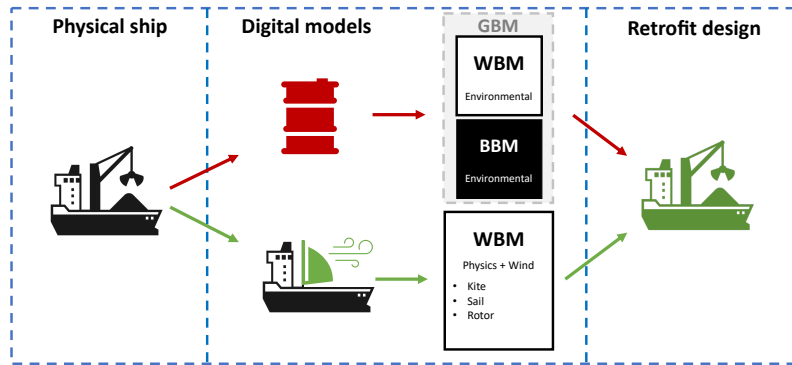 Physical ship
Digital models
GBM
Retrofit design
WBM
Environmental
BBM
Environmental
WBM
Physics + Wind
• Kite
• Sail
• Rotor